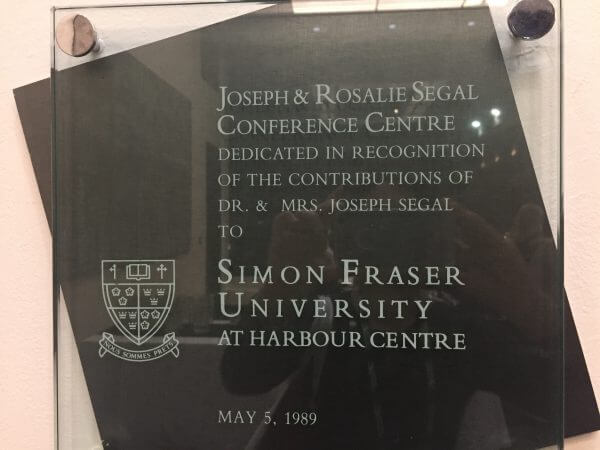 JOSEPH & ROSALIE SEGAL
CONFERENCE CENTRE
DEDICATED IN RECOGNITION
OF THE CONTRIBUTIONS OF
DR. & MRS. JOSEPH SEGAL
TO
SIMON FRASER
UNIVERSITY
AT HARBOUR CENTRE
NOUS SOMMES PRETS
MAY 5, 1989